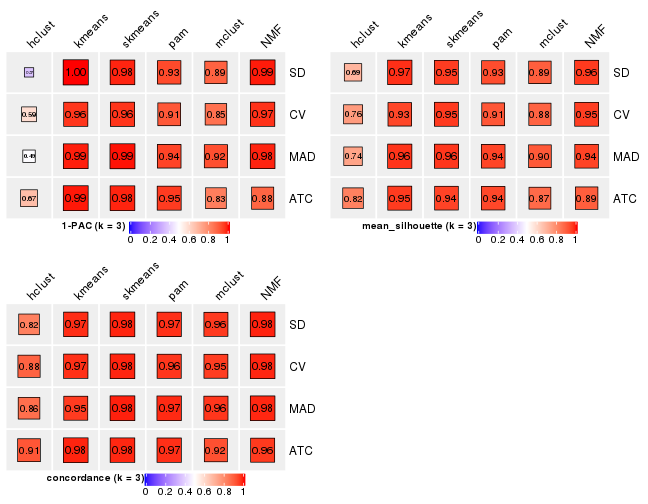 hclust kmeans skmeans pam mclust NMF
1.00 0.98 0.93 0.89 0.99 SD
0.59 0.96 0.96 0.91 0.85 0.97 CV
0.49 0.99 0.99 0.94 0.92 0.98 MAD
0.67 0.99 0.98 0.95 0.83 0.88 ATC
1-PAC (k = 3)
0 0.2 0.4 0.6 0.8 1
hclust kmeans skmeans pam mclust NMF
0.69 0.97 0.95 0.93 0.89 0.96 SD
0.76 0.93 0.95 0.91 0.88 0.95 CV
0.74 0.96 0.96 0.94 0.90 0.94 MAD
0.82 0.95 0.94 0.94 0.87 0.89 ATC
mean_silhouette (k = 3)
0 0.2 0.4 0.6 0.8 1
hclust kmeans skmeans pam mclust NMF
0.82 0.97 0.98 0.97 0.96 0.98 SD
0.88 0.97 0.98 0.96 0.95 0.98 CV
0.86 0.95 0.98 0.97 0.96 0.98 MAD
0.91 0.98 0.98 0.97 0.92 0.96 ATC
concordance (k = 3)
0 0.2 0.4 0.6 0.8 1